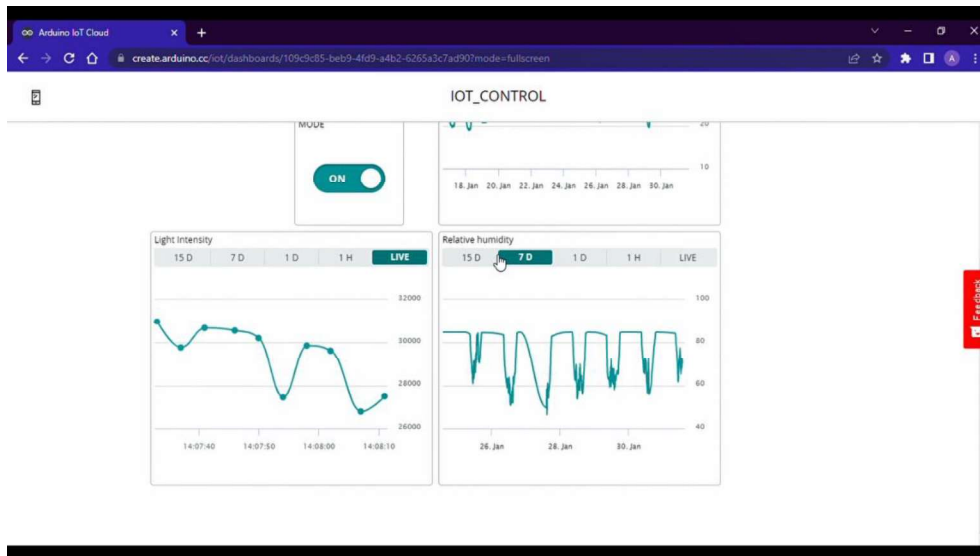 Arduino IoT Cloud
create.arduino.cc/iot/dashboards/109c9c85-beb9-4fd9-a4b2-6265a3c7ad90?mode=fullscreen
A
IOT_CONTROL
MODE
ON
20
10
18. Jan 20. Jan 22. Jan 24. Jan 26. Jan 28. Jan 30. Jan
Light Intensity
15 D 7 D 1 D 1 H LIVE
32000
30000
28000
26000
14:07:40 14:07:50 14:08:00 14:08:10
Relative humidity
15 D 7 D 1 D 1 H LIVE
100
80
60
40
26. Jan 28. Jan 30. Jan
Feedback